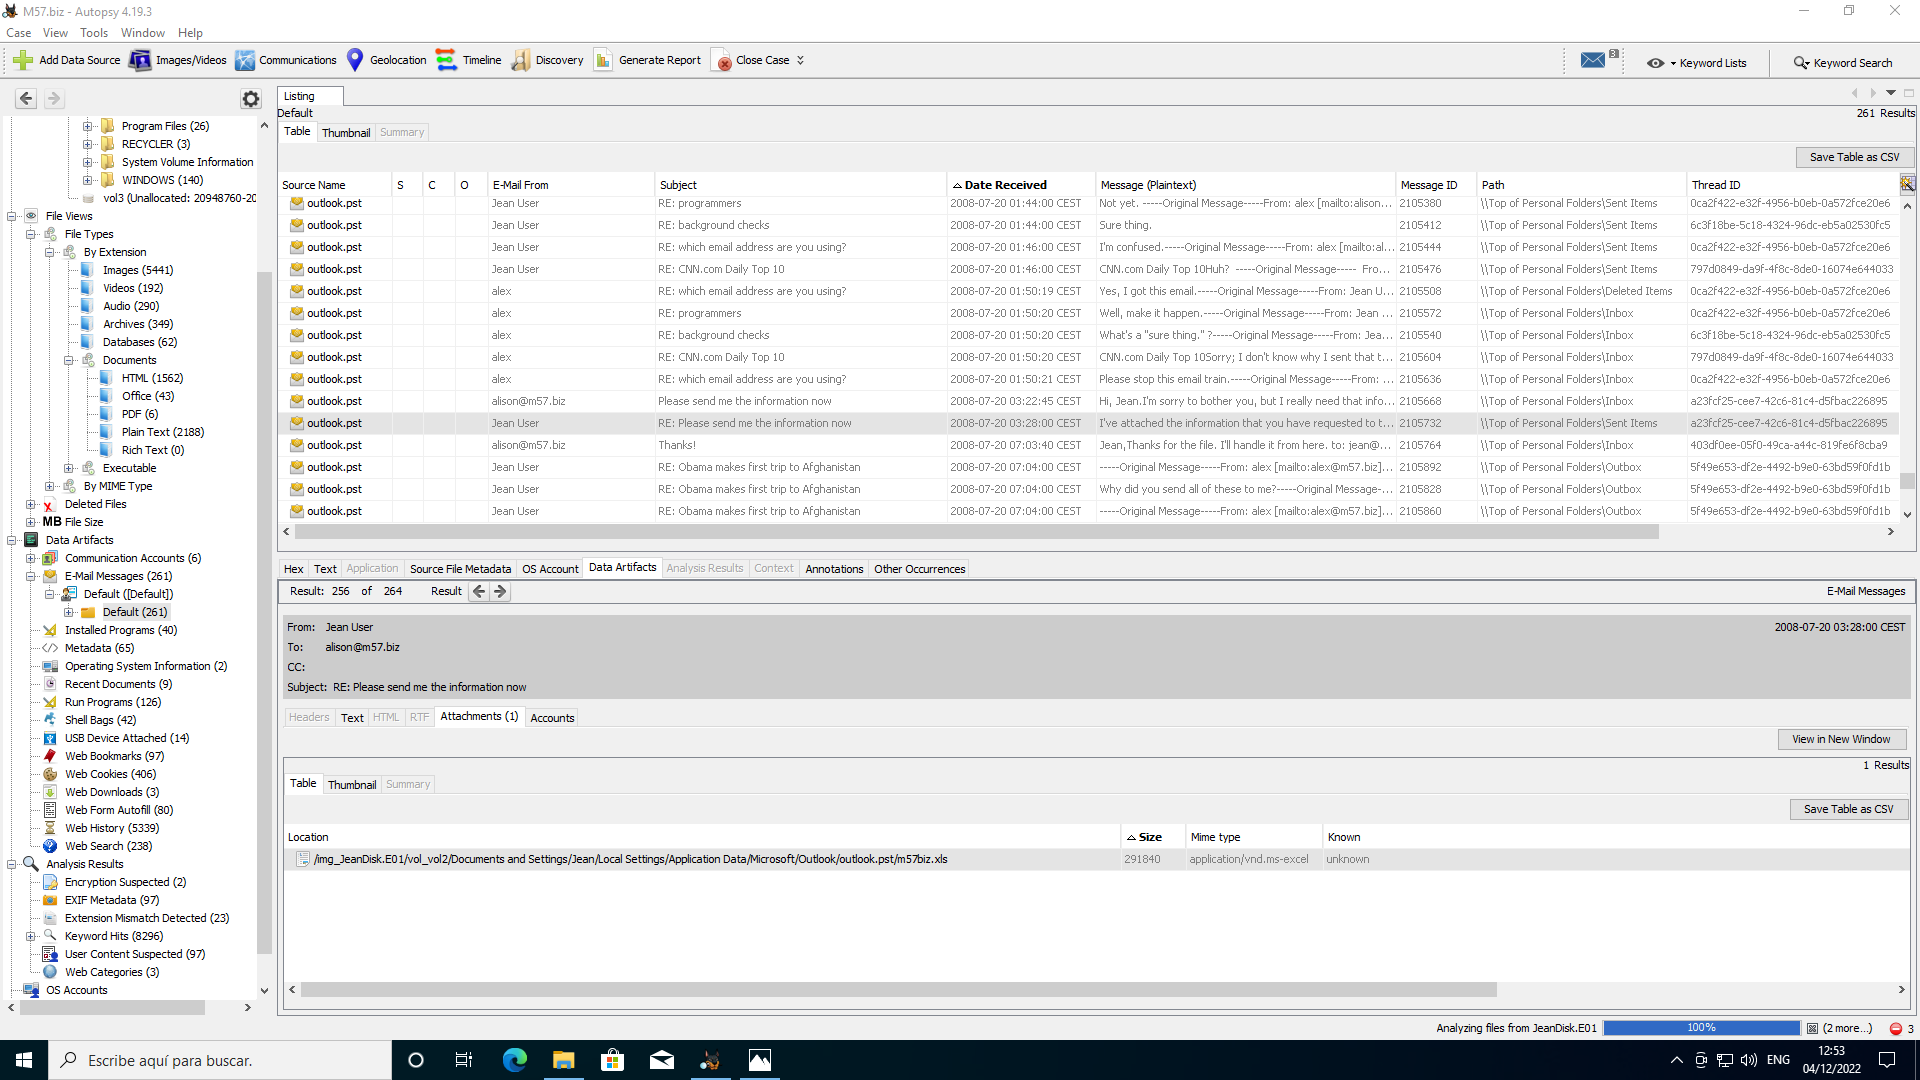 M57.biz - Autopsy 4.19.3
Case View Tools Window Help
Add Data Source Images/Videos Communications Geolocation Timeline Discovery Generate Report Close Case 3 Keyword Lists Keyword Search
Program Files (26)
RECYCLER (3)
System Volume Information
WINDOWS (140)
vol3 (Unallocated: 20948760-20
File Views
File Types
By Extension
Images (5441)
Videos (192)
Audio (290)
Archives (349)
Databases (62)
Documents
HTML (1562)
Office (43)
PDF (6)
Plain Text (2188)
Rich Text (0)
Executable
By MIME Type
Deleted Files
MB File Size
Data Artifacts
Communication Accounts (6)
E-Mail Messages (261)
Default ([Default])
Default (261)
Installed Programs (40)
Metadata (65)
Operating System Information (2)
Recent Documents (9)
Run Programs (126)
Shell Bags (42)
USB Device Attached (14)
Web Bookmarks (97)
Web Cookies (406)
Web Downloads (3)
Web Form Autofill (80)
Web History (5339)
Web Search (238)
Analysis Results
Encryption Suspected (2)
EXIF Metadata (97)
Extension Mismatch Detected (23)
Keyword Hits (8296)
User Content Suspected (97)
Web Categories (3)
OS Accounts
Listing
Default 261 Results
Table Thumbnail Summary
Save Table as CSV
Source Name S C O E-Mail From Subject Date Received Message (Plaintext) Message ID Path Thread ID
outlook.pst Jean User RE: programmers 2008-07-20 01:44:00 CEST Not yet. -----Original Message-----From: alex [mailto:alison... 2105380 \\Top of Personal Folders\Sent Items 0ca2f422-e32f-4956-b0eb-0a572fce20e6
outlook.pst Jean User RE: background checks 2008-07-20 01:44:00 CEST Sure thing. 2105412 \\Top of Personal Folders\Sent Items 6c3f18be-5c18-4324-96dc-eb5a02530fc5
outlook.pst Jean User RE: which email address are you using? 2008-07-20 01:46:00 CEST I'm confused.-----Original Message-----From: alex [mailto:al... 2105444 \\Top of Personal Folders\Sent Items 0ca2f422-e32f-4956-b0eb-0a572fce20e6
outlook.pst Jean User RE: CNN.com Daily Top 10 2008-07-20 01:46:00 CEST CNN.com Daily Top 10Huh? -----Original Message----- Fro... 2105476 \\Top of Personal Folders\Sent Items 797d0849-da9f-4f8c-8de0-16074e644033
outlook.pst alex RE: which email address are you using? 2008-07-20 01:50:19 CEST Yes, I got this email.-----Original Message-----From: Jean U... 2105508 \\Top of Personal Folders\Deleted Items 0ca2f422-e32f-4956-b0eb-0a572fce20e6
outlook.pst alex RE: programmers 2008-07-20 01:50:20 CEST Well, make it happen.-----Original Message-----From: Jean ... 2105572 \\Top of Personal Folders\Inbox 0ca2f422-e32f-4956-b0eb-0a572fce20e6
outlook.pst alex RE: background checks 2008-07-20 01:50:20 CEST What's a "sure thing." ?-----Original Message-----From: Jea... 2105540 \\Top of Personal Folders\Inbox 6c3f18be-5c18-4324-96dc-eb5a02530fc5
outlook.pst alex RE: CNN.com Daily Top 10 2008-07-20 01:50:20 CEST CNN.com Daily Top 10Sorry; I don't know why I sent that t... 2105604 \\Top of Personal Folders\Inbox 797d0849-da9f-4f8c-8de0-16074e644033
outlook.pst alex RE: which email address are you using? 2008-07-20 01:50:21 CEST Please stop this email train.-----Original Message-----From: ... 2105636 \\Top of Personal Folders\Inbox 0ca2f422-e32f-4956-b0eb-0a572fce20e6
outlook.pst alison@m57.biz Please send me the information now 2008-07-20 03:22:45 CEST Hi, Jean.I'm sorry to bother you, but I really need that info... 2105668 \\Top of Personal Folders\Inbox a23fcf25-cee7-42c6-81c4-d5fbac226895
outlook.pst Jean User RE: Please send me the information now 2008-07-20 03:28:00 CEST I've attached the information that you have requested to t... 2105732 \\Top of Personal Folders\Sent Items a23fcf25-cee7-42c6-81c4-d5fbac226895
outlook.pst alison@m57.biz Thanks! 2008-07-20 07:03:40 CEST Jean,Thanks for the file. I'll handle it from here. to: jean@... 2105764 \\Top of Personal Folders\Inbox 403df0ee-05f0-49ca-a44c-819fe6f8cba9
outlook.pst Jean User RE: Obama makes first trip to Afghanistan 2008-07-20 07:04:00 CEST -----Original Message-----From: alex [mailto:alex@m57.biz]... 2105892 \\Top of Personal Folders\Outbox 5f49e653-df2e-4492-b9e0-63bd59f0fd1b
outlook.pst Jean User RE: Obama makes first trip to Afghanistan 2008-07-20 07:04:00 CEST Why did you send all of these to me?-----Original Message-... 2105828 \\Top of Personal Folders\Outbox 5f49e653-df2e-4492-b9e0-63bd59f0fd1b
outlook.pst Jean User RE: Obama makes first trip to Afghanistan 2008-07-20 07:04:00 CEST -----Original Message-----From: alex [mailto:alex@m57.biz]... 2105860 \\Top of Personal Folders\Outbox 5f49e653-df2e-4492-b9e0-63bd59f0fd1b
Hex Text Application Source File Metadata OS Account Data Artifacts Analysis Results Context Annotations Other Occurrences
Result: 256 of 264 Result E-Mail Messages
From: Jean User 2008-07-20 03:28:00 CEST
To: alison@m57.biz
CC:
Subject: RE: Please send me the information now
Headers Text HTML RTF Attachments (1) Accounts
View in New Window
1 Results
Table Thumbnail Summary
Save Table as CSV
Location Size Mime type Known
/img_JeanDisk.E01/vol_vol2/Documents and Settings/Jean/Local Settings/Application Data/Microsoft/Outlook/outlook.pst/m57biz.xls 291840 application/vnd.ms-excel unknown
Analyzing files from JeanDisk.E01 100% (2 more...) 3
Escribe aquí para buscar. ENG 12:53
04/12/2022